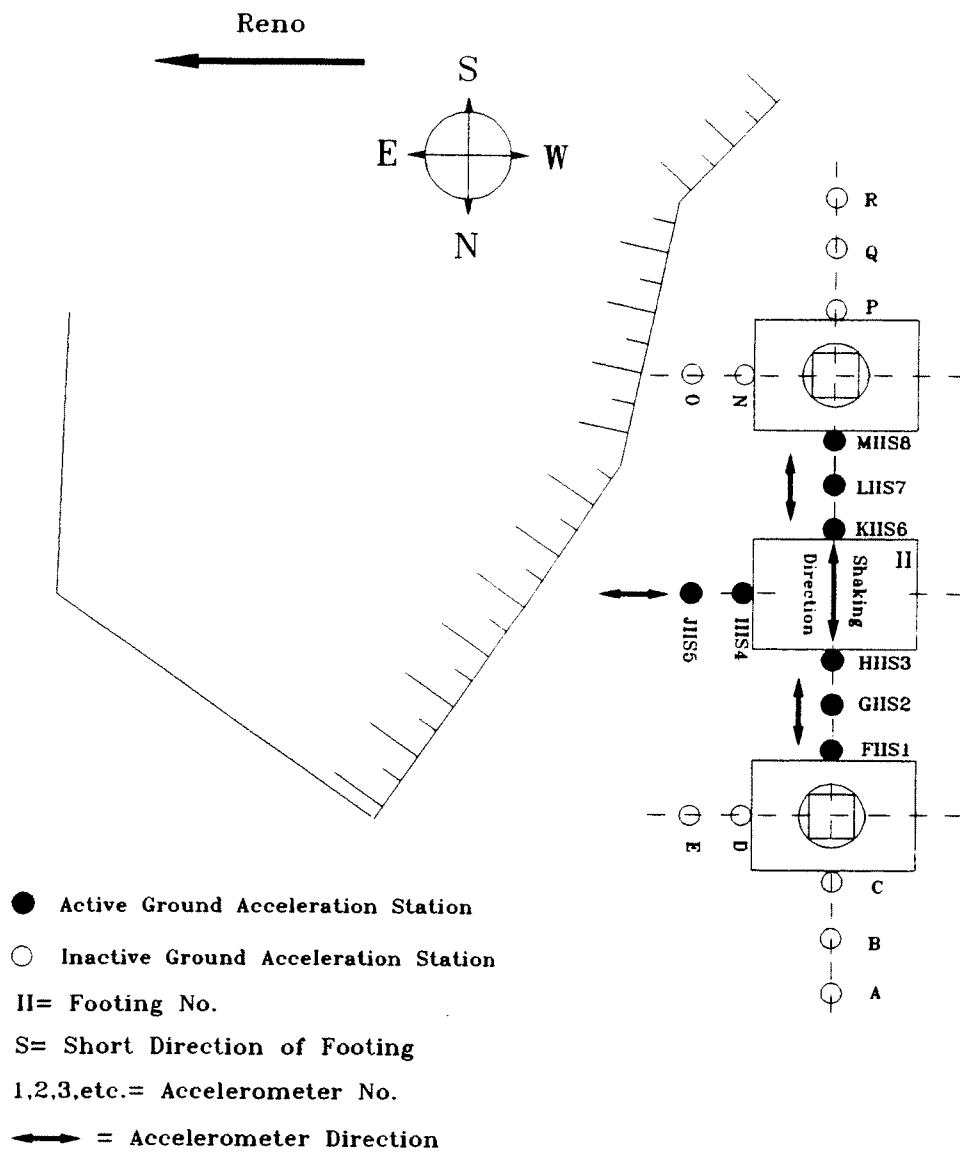 Reno
S
E
W
N
R
Q
P
O
N
MIIS8
LIIS7
KIIS6
II
Shaking
Direction
JIIS5
IIIS4
HIIS3
GIIS2
FIIS1
E
D
C
B
A
Active Ground Acceleration Station
Inactive Ground Acceleration Station
II= Footing No.
S= Short Direction of Footing
1,2,3,etc.= Accelerometer No.
= Accelerometer Direction